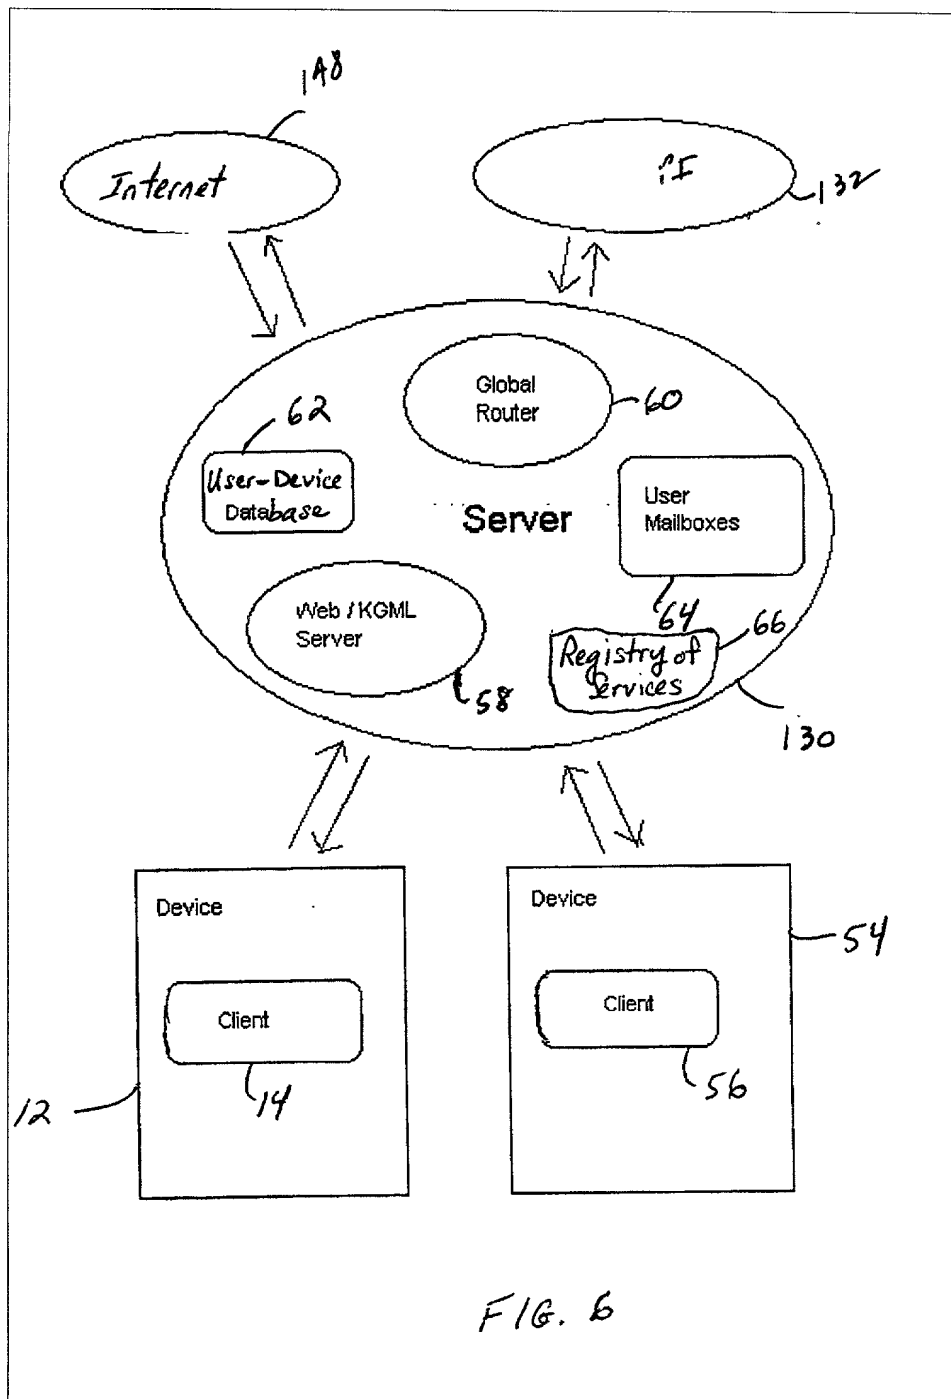 148
Internet
132
Global
Router
60
62
User-Device
Database
Server
User
Mailboxes
64
66
Web / KGML
Server
58
Registry of
Services
130
Device
Client
14
12
Device
Client
56
54
FIG. 6